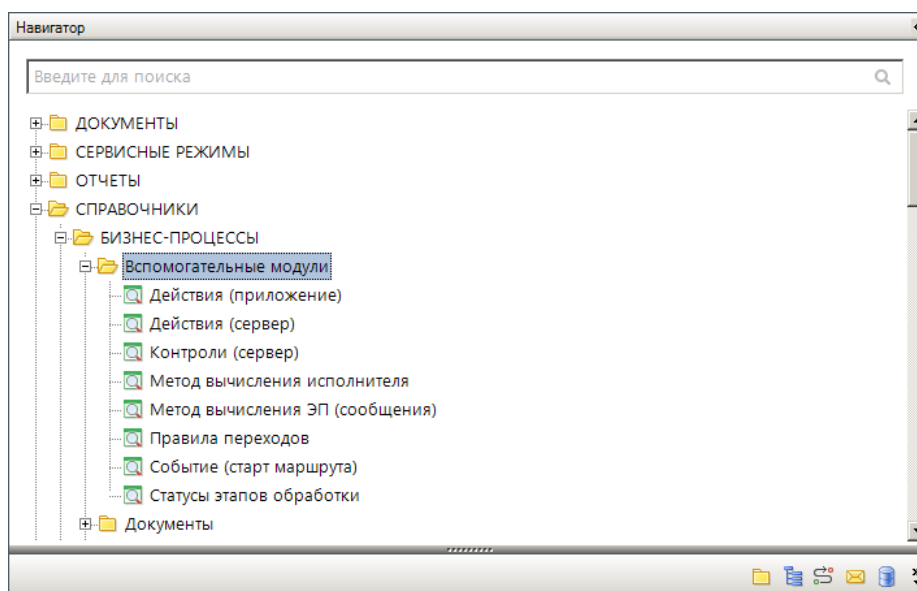 Навигатор
Введите для поиска
ДОКУМЕНТЫ
СЕРВИСНЫЕ РЕЖИМЫ
ОТЧЕТЫ
СПРАВОЧНИКИ
БИЗНЕС-ПРОЦЕССЫ
Вспомогательные модули
Действия (приложение)
Действия (сервер)
Контроли (сервер)
Метод вычисления исполнителя
Метод вычисления ЭП (сообщения)
Правила переходов
Событие (старт маршрута)
Статусы этапов обработки
Документы